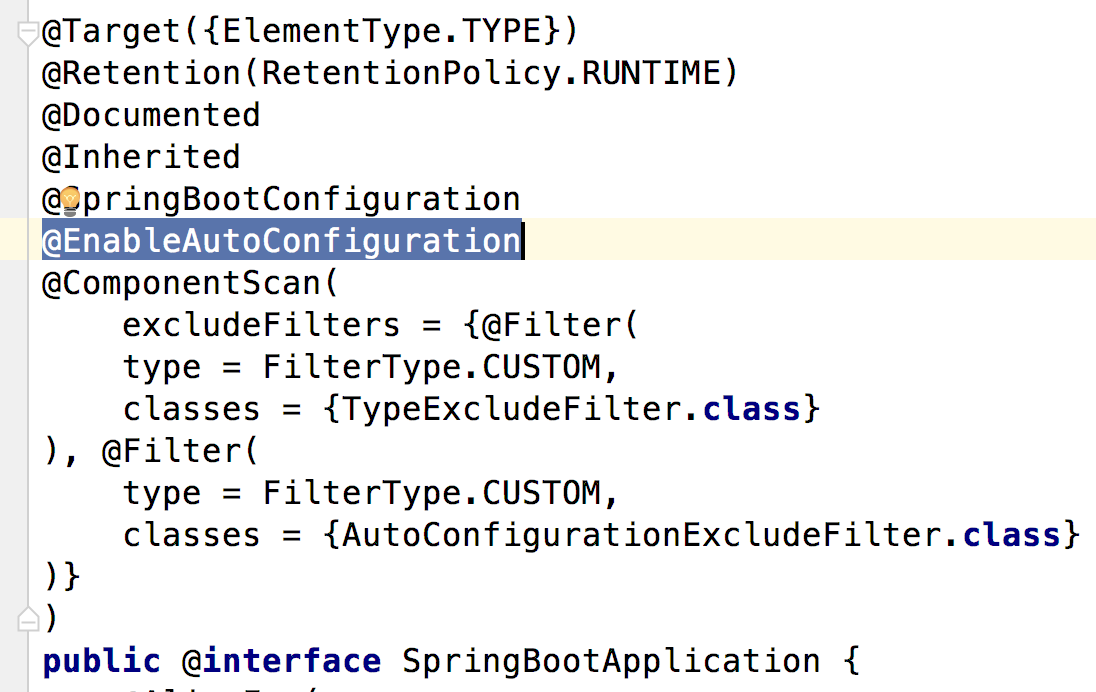 @Target({ElementType.TYPE})
@Retention(RetentionPolicy.RUNTIME)
@Documented
@Inherited
@SpringBootConfiguration
@EnableAutoConfiguration
@ComponentScan(
    excludeFilters = {@Filter(
    type = FilterType.CUSTOM,
    classes = {TypeExcludeFilter.class}
), @Filter(
    type = FilterType.CUSTOM,
    classes = {AutoConfigurationExcludeFilter.class}
)}
)
public @interface SpringBootApplication {